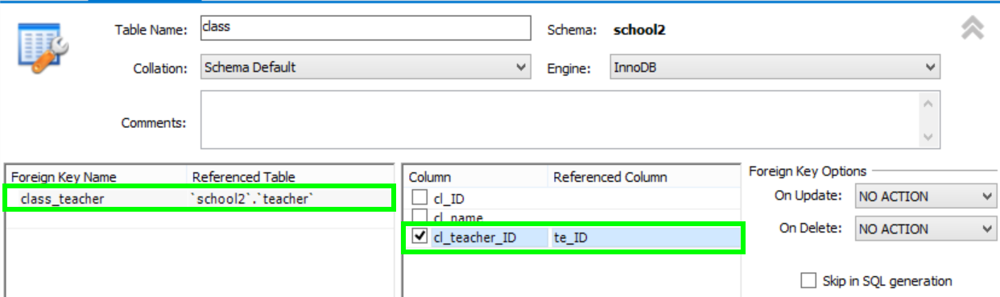 Table Name: class Schema: school2
Collation: Schema Default Engine: InnoDB
Comments:
Foreign Key Name Referenced Table
class_teacher `school2`.`teacher`
Column Referenced Column
cl_ID
cl_name
cl_teacher_ID te_ID
Foreign Key Options
On Update: NO ACTION
On Delete: NO ACTION
Skip in SQL generation